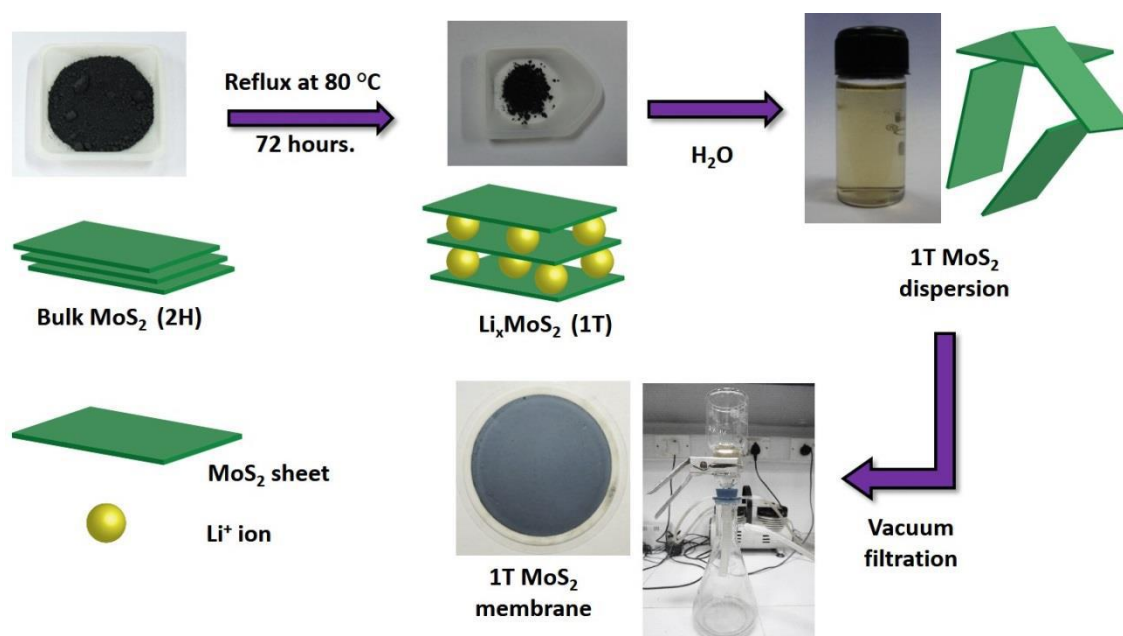 Reflux at 80 °C
72 hours.
H₂O
Bulk MoS₂ (2H)
LiₓMoS₂ (1T)
1T MoS₂
dispersion
MoS₂ sheet
Li⁺ ion
1T MoS₂
membrane
Vacuum
filtration